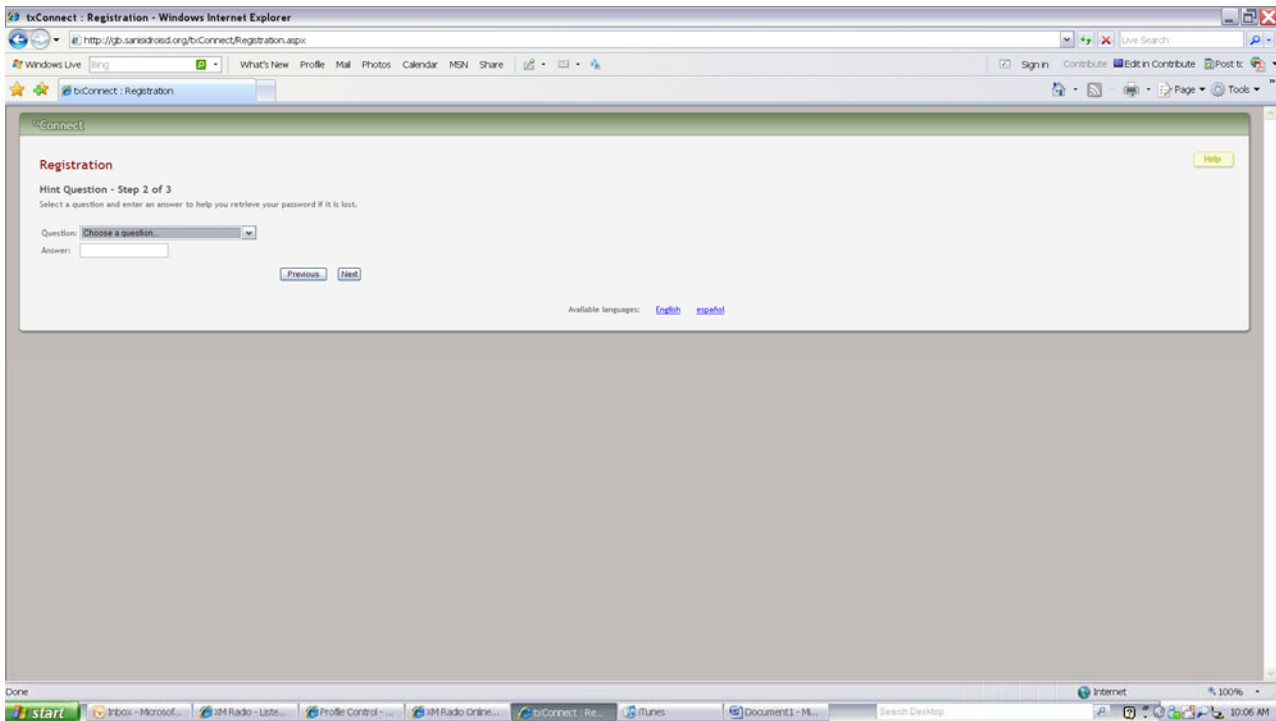 txConnect : Registration - Windows Internet Explorer
http://gb.sanisidroisd.org/txConnect/Registration.aspx
Live Search
Windows Live Bing What's New Profile Mail Photos Calendar MSN Share Sign in Contribute Edit in Contribute Post to
txConnect : Registration Page Tools
txConnect
Registration
Help
Hint Question - Step 2 of 3
Select a question and enter an answer to help you retrieve your password if it is lost.
Question: Choose a question...
Answer:
Previous Next
Available languages: English español
Done Internet 100%
start Inbox - Microsof... XM Radio - Liste... Profile Control - ... XM Radio Online... txConnect : Re... iTunes Document1 - M... Search Desktop 10:06 AM